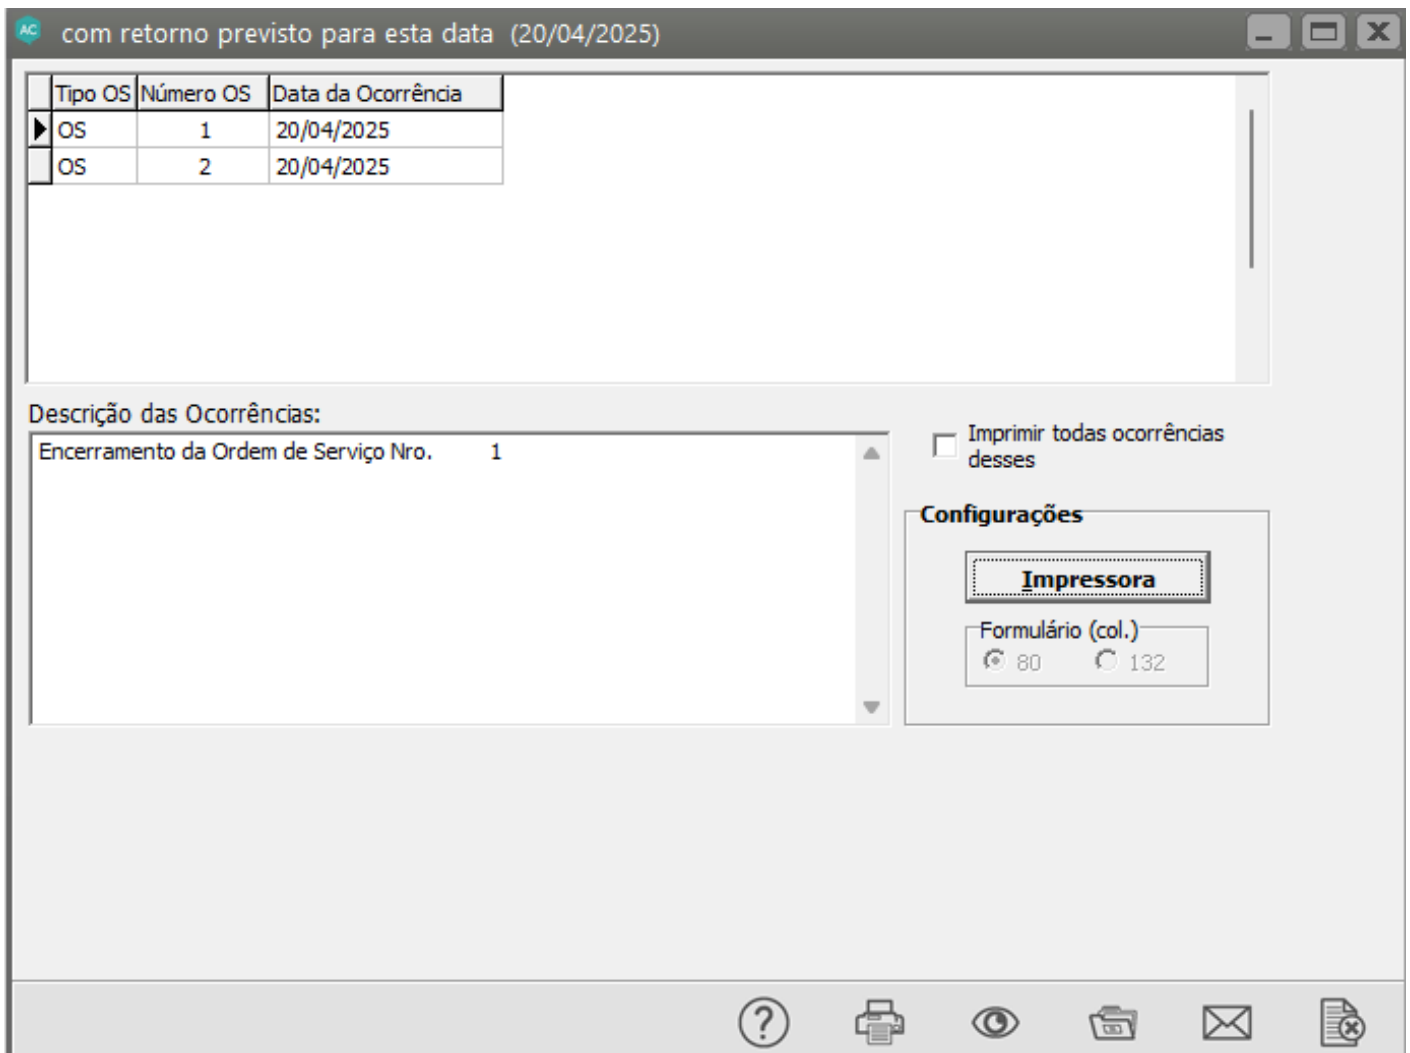 AC com retorno previsto para esta data (20/04/2025)
Tipo OS Número OS Data da Ocorrência
OS 1 20/04/2025
OS 2 20/04/2025
Descrição das Ocorrências:
Encerramento da Ordem de Serviço Nro. 1
Imprimir todas ocorrências
desses
Configurações
Impressora
Formulário (col.)
80 132
?